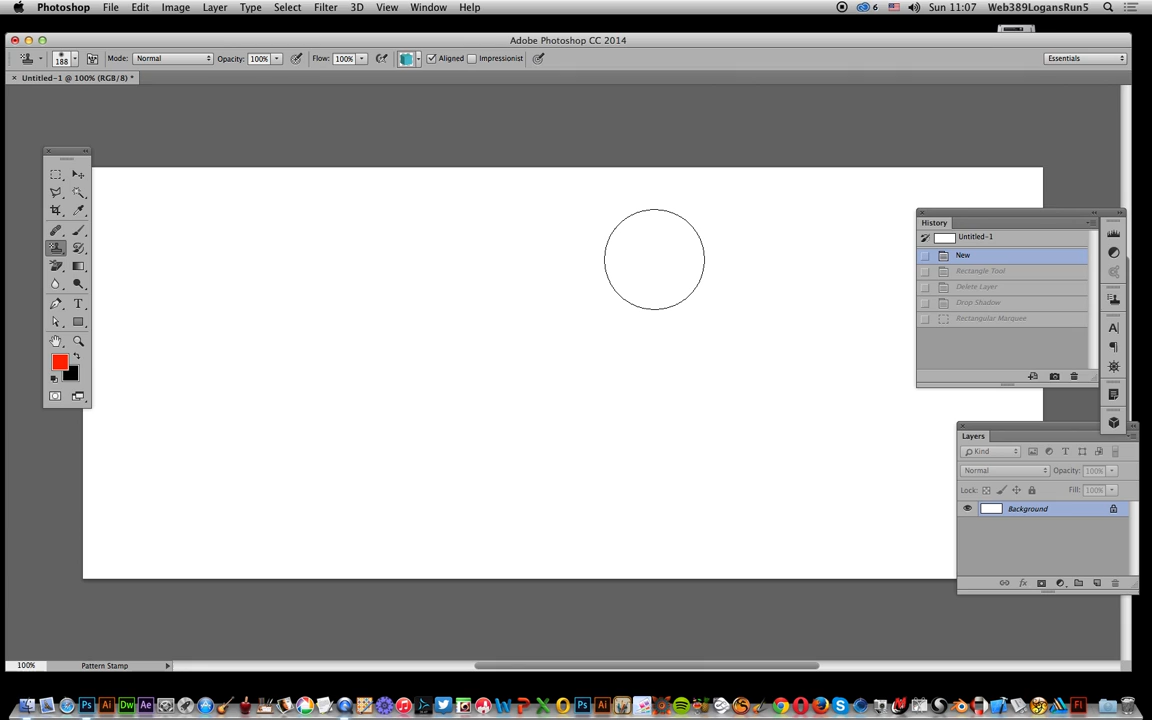 Photoshop File Edit Image Layer Type Select Filter 3D View Window Help 6 Sun 11:07 Web389LogansRun5
Adobe Photoshop CC 2014
188 Mode: Normal Opacity: 100% Flow: 100% Aligned Impressionist Essentials
Untitled-1 @ 100% (RGB/8) *
History
Untitled-1
New
Rectangle Tool
Delete Layer
Drop Shadow
Rectangular Marquee
Layers
Kind
Normal Opacity: 100%
Lock: Fill: 100%
Background
100% Pattern Stamp